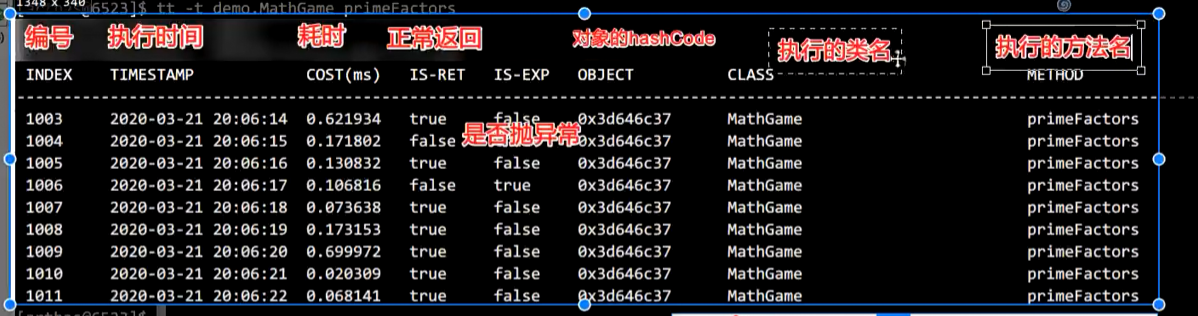 1348 x 340
6523]$ tt -t demo.MathGame primeFactors
编号 执行时间 耗时 正常返回 对象的hashCode 执行的类名 执行的方法名
INDEX TIMESTAMP COST(ms) IS-RET IS-EXP OBJECT CLASS METHOD
1003 2020-03-21 20:06:14 0.621934 true false 0x3d646c37 MathGame primeFactors
是否抛异常
1004 2020-03-21 20:06:15 0.171802 false 0x3d646c37 MathGame primeFactors
1005 2020-03-21 20:06:16 0.130832 true false 0x3d646c37 MathGame primeFactors
1006 2020-03-21 20:06:17 0.106816 false true 0x3d646c37 MathGame primeFactors
1007 2020-03-21 20:06:18 0.073638 true false 0x3d646c37 MathGame primeFactors
1008 2020-03-21 20:06:19 0.173153 true false 0x3d646c37 MathGame primeFactors
1009 2020-03-21 20:06:20 0.699972 true false 0x3d646c37 MathGame primeFactors
1010 2020-03-21 20:06:21 0.020309 true false 0x3d646c37 MathGame primeFactors
1011 2020-03-21 20:06:22 0.068141 true false 0x3d646c37 MathGame primeFactors